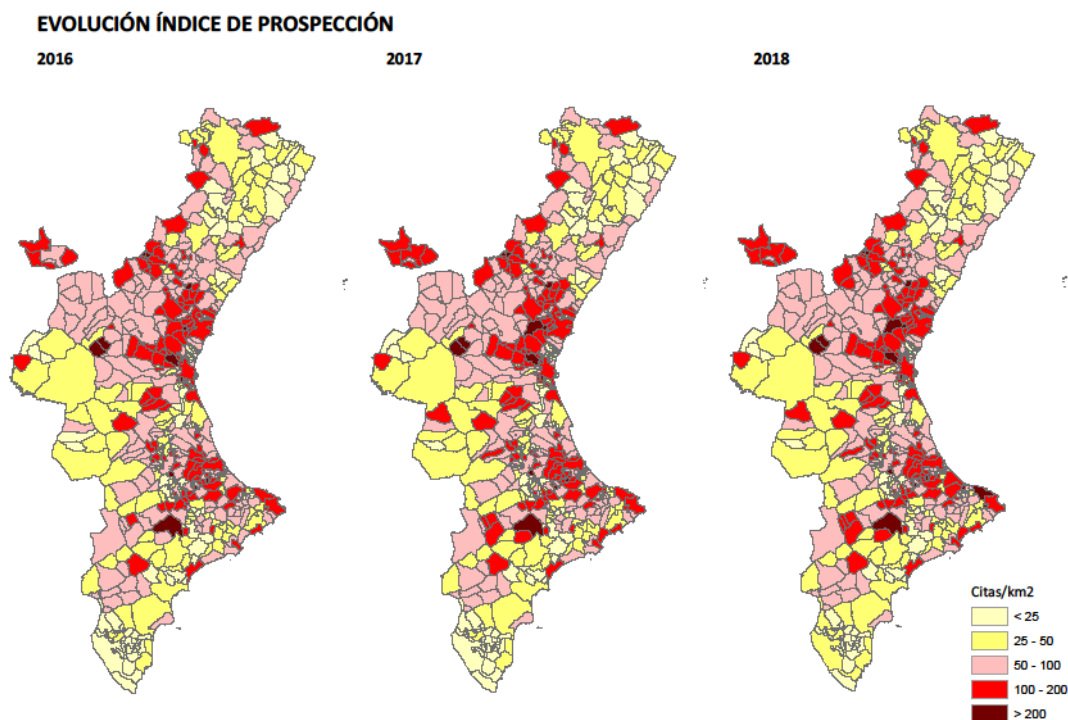 EVOLUCIÓN ÍNDICE DE PROSPECCIÓN
2016
2017
2018
Citas/km2
< 25
25 - 50
50 - 100
100 - 200
> 200